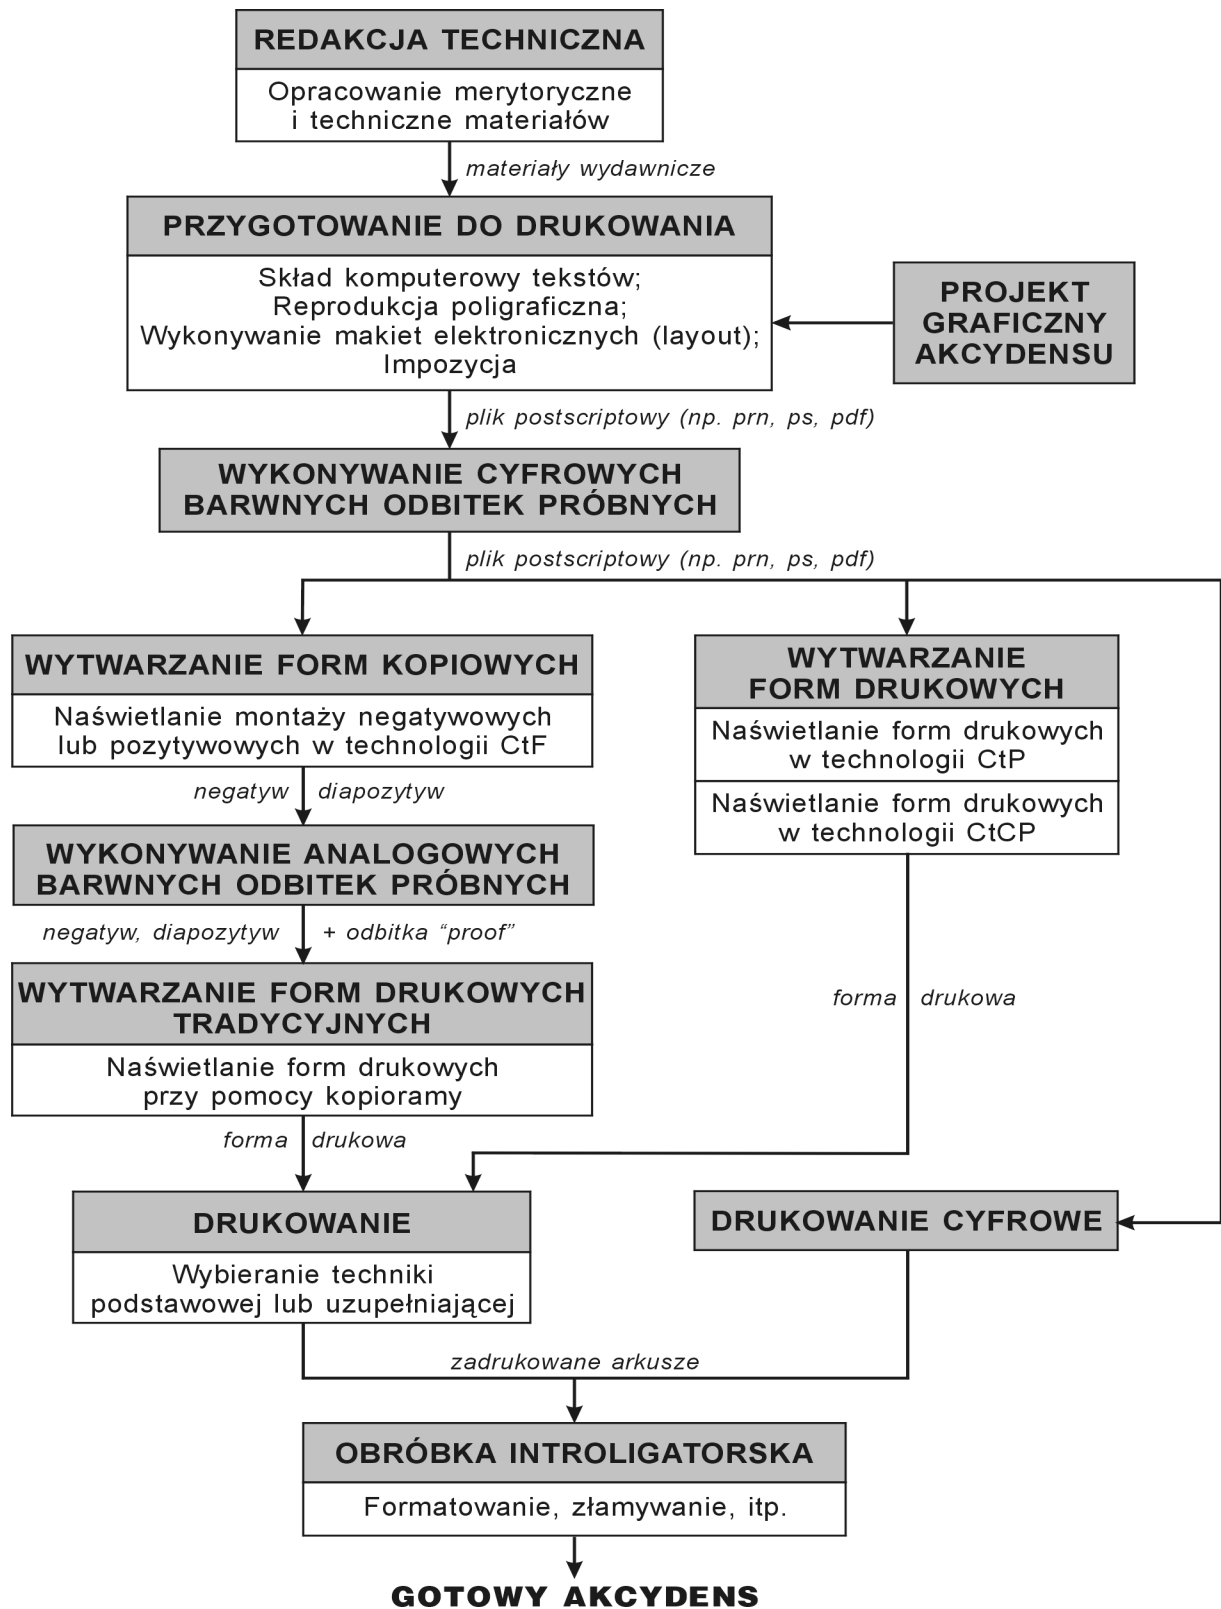 REDAKCJA TECHNICZNA
Opracowanie merytoryczne
i techniczne materiałów
materiały wydawnicze
PRZYGOTOWANIE DO DRUKOWANIA
Skład komputerowy tekstów;
Reprodukcja poligraficzna;
Wykonywanie makiet elektronicznych (layout);
Impozycja
PROJEKT
GRAFICZNY
AKCYDENSU
plik postscriptowy (np. prn, ps, pdf)
WYKONYWANIE CYFROWYCH
BARWNYCH ODBITEK PRÓBNYCH
plik postscriptowy (np. prn, ps, pdf)
WYTWARZANIE FORM KOPIOWYCH
Naświetlanie montaży negatywowych
lub pozytywowych w technologii CtF
negatyw diapozytyw
WYKONYWANIE ANALOGOWYCH
BARWNYCH ODBITEK PRÓBNYCH
negatyw, diapozytyw + odbitka “proof”
WYTWARZANIE FORM DRUKOWYCH
TRADYCYJNYCH
Naświetlanie form drukowych
przy pomocy kopioramy
forma drukowa
WYTWARZANIE
FORM DRUKOWYCH
Naświetlanie form drukowych
w technologii CtP
Naświetlanie form drukowych
w technologii CtCP
forma drukowa
DRUKOWANIE
Wybieranie techniki
podstawowej lub uzupełniającej
DRUKOWANIE CYFROWE
zadrukowane arkusze
OBRÓBKA INTROLIGATORSKA
Formatowanie, złamywanie, itp.
GOTOWY AKCYDENS